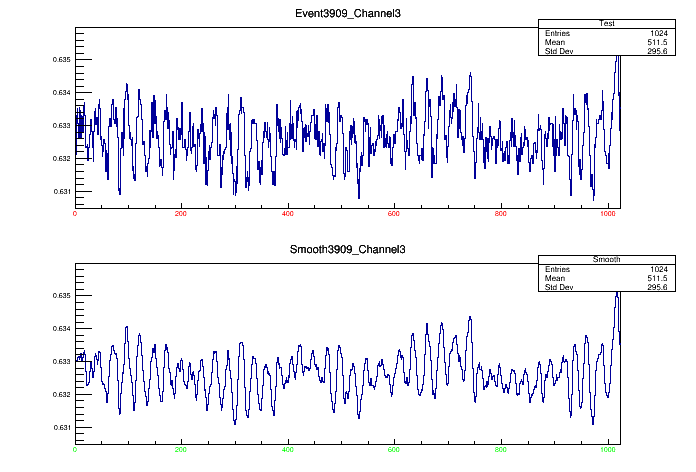 Event3909_Channel3
Test
Entries 1024
Mean 511.5
Std Dev 295.6
0.635
0.634
0.633
0.632
0.631
0 200 400 600 800 1000
Smooth3909_Channel3
Smooth
Entries 1024
Mean 511.5
Std Dev 295.6
0.635
0.634
0.633
0.632
0.631
0 200 400 600 800 1000